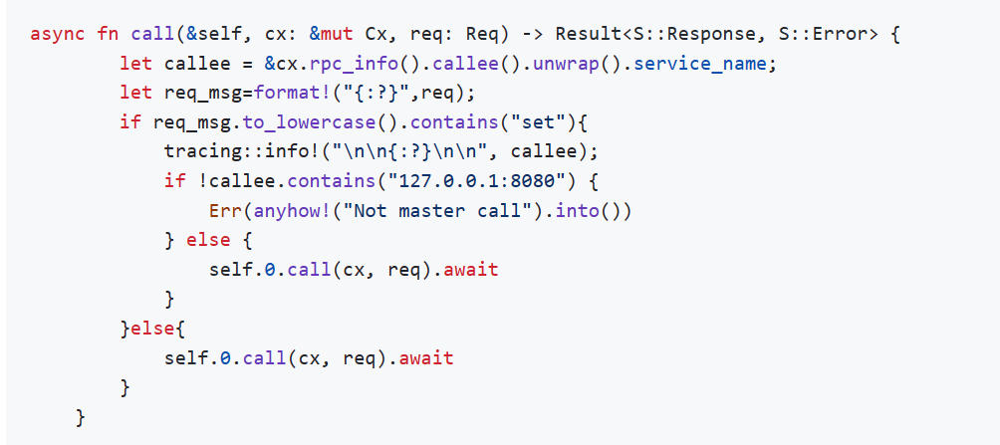 async fn call(&self, cx: &mut Cx, req: Req) -> Result<S::Response, S::Error> {
        let callee = &cx.rpc_info().callee().unwrap().service_name;
        let req_msg=format!("{:?}",req);
        if req_msg.to_lowercase().contains("set"){
            tracing::info!("\n\n{:?}\n\n", callee);
            if !callee.contains("127.0.0.1:8080") {
                Err(anyhow!("Not master call").into())
            } else {
                self.0.call(cx, req).await
            }
        }else{
            self.0.call(cx, req).await
        }
    }